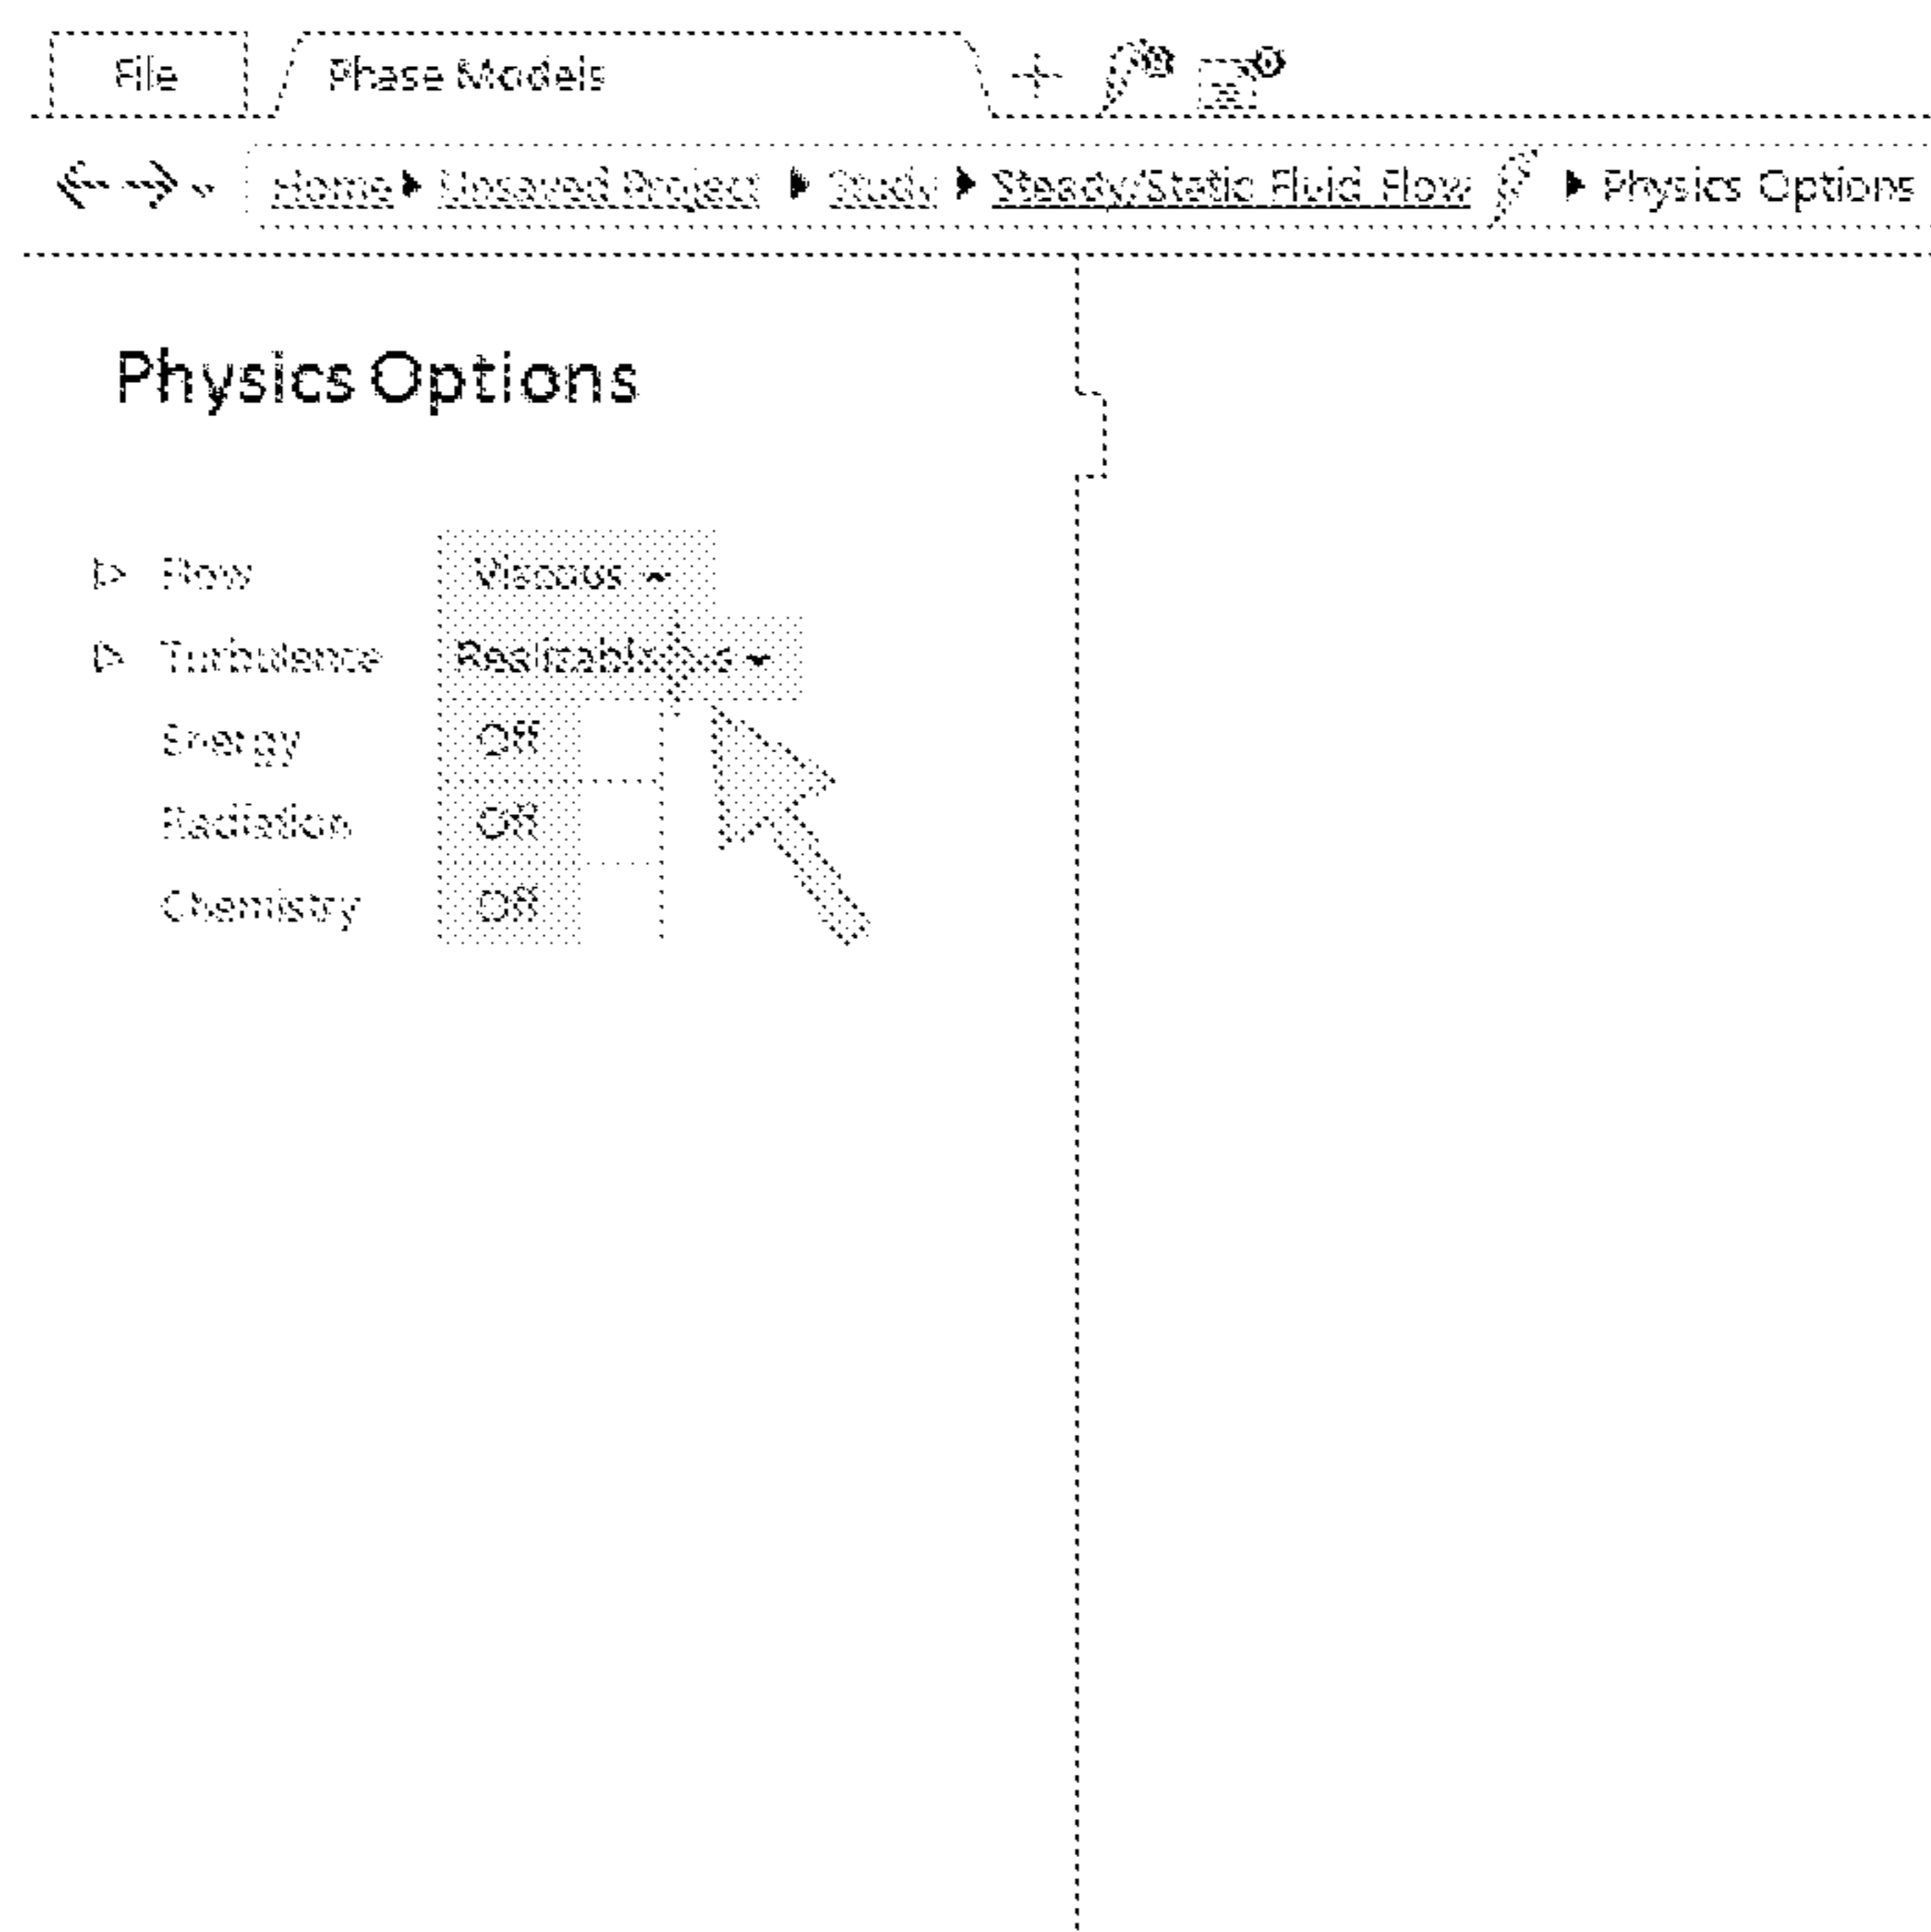 File Phase Models
Home Unsaved Project Study Steady/Static Fluid Flow Physics Options
Physics Options
Flow Viscous
Turbulence
Energy Off
Radiation Off
Chemistry Off